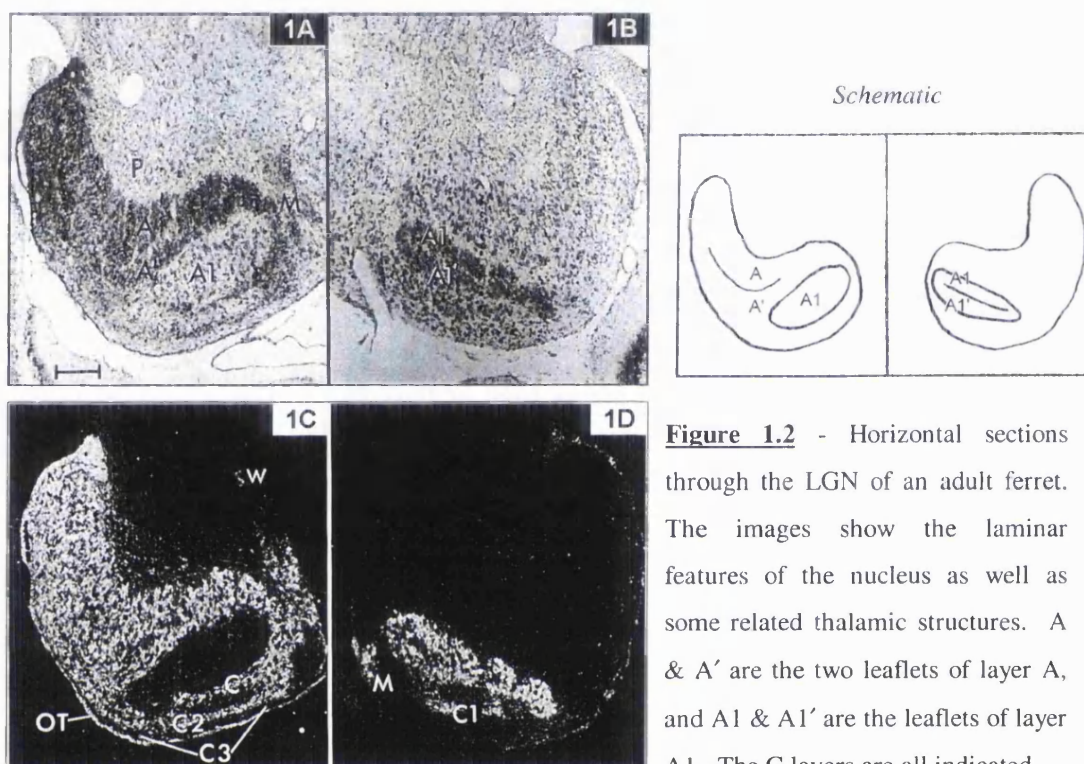 1A
1B
P
A
A'
A1
M
A1
A1'
Schematic
A
A'
A1
A1
A1'
1C
W
C
OT
C2
C3
1D
M
C1
Figure 1.2 - Horizontal sections
through the LGN of an adult ferret.
The images show the laminar
features of the nucleus as well as
some related thalamic structures. A
& A′ are the two leaflets of layer A,
and A1 & A1′ are the leaflets of layer
A1. The C layers are all indicated